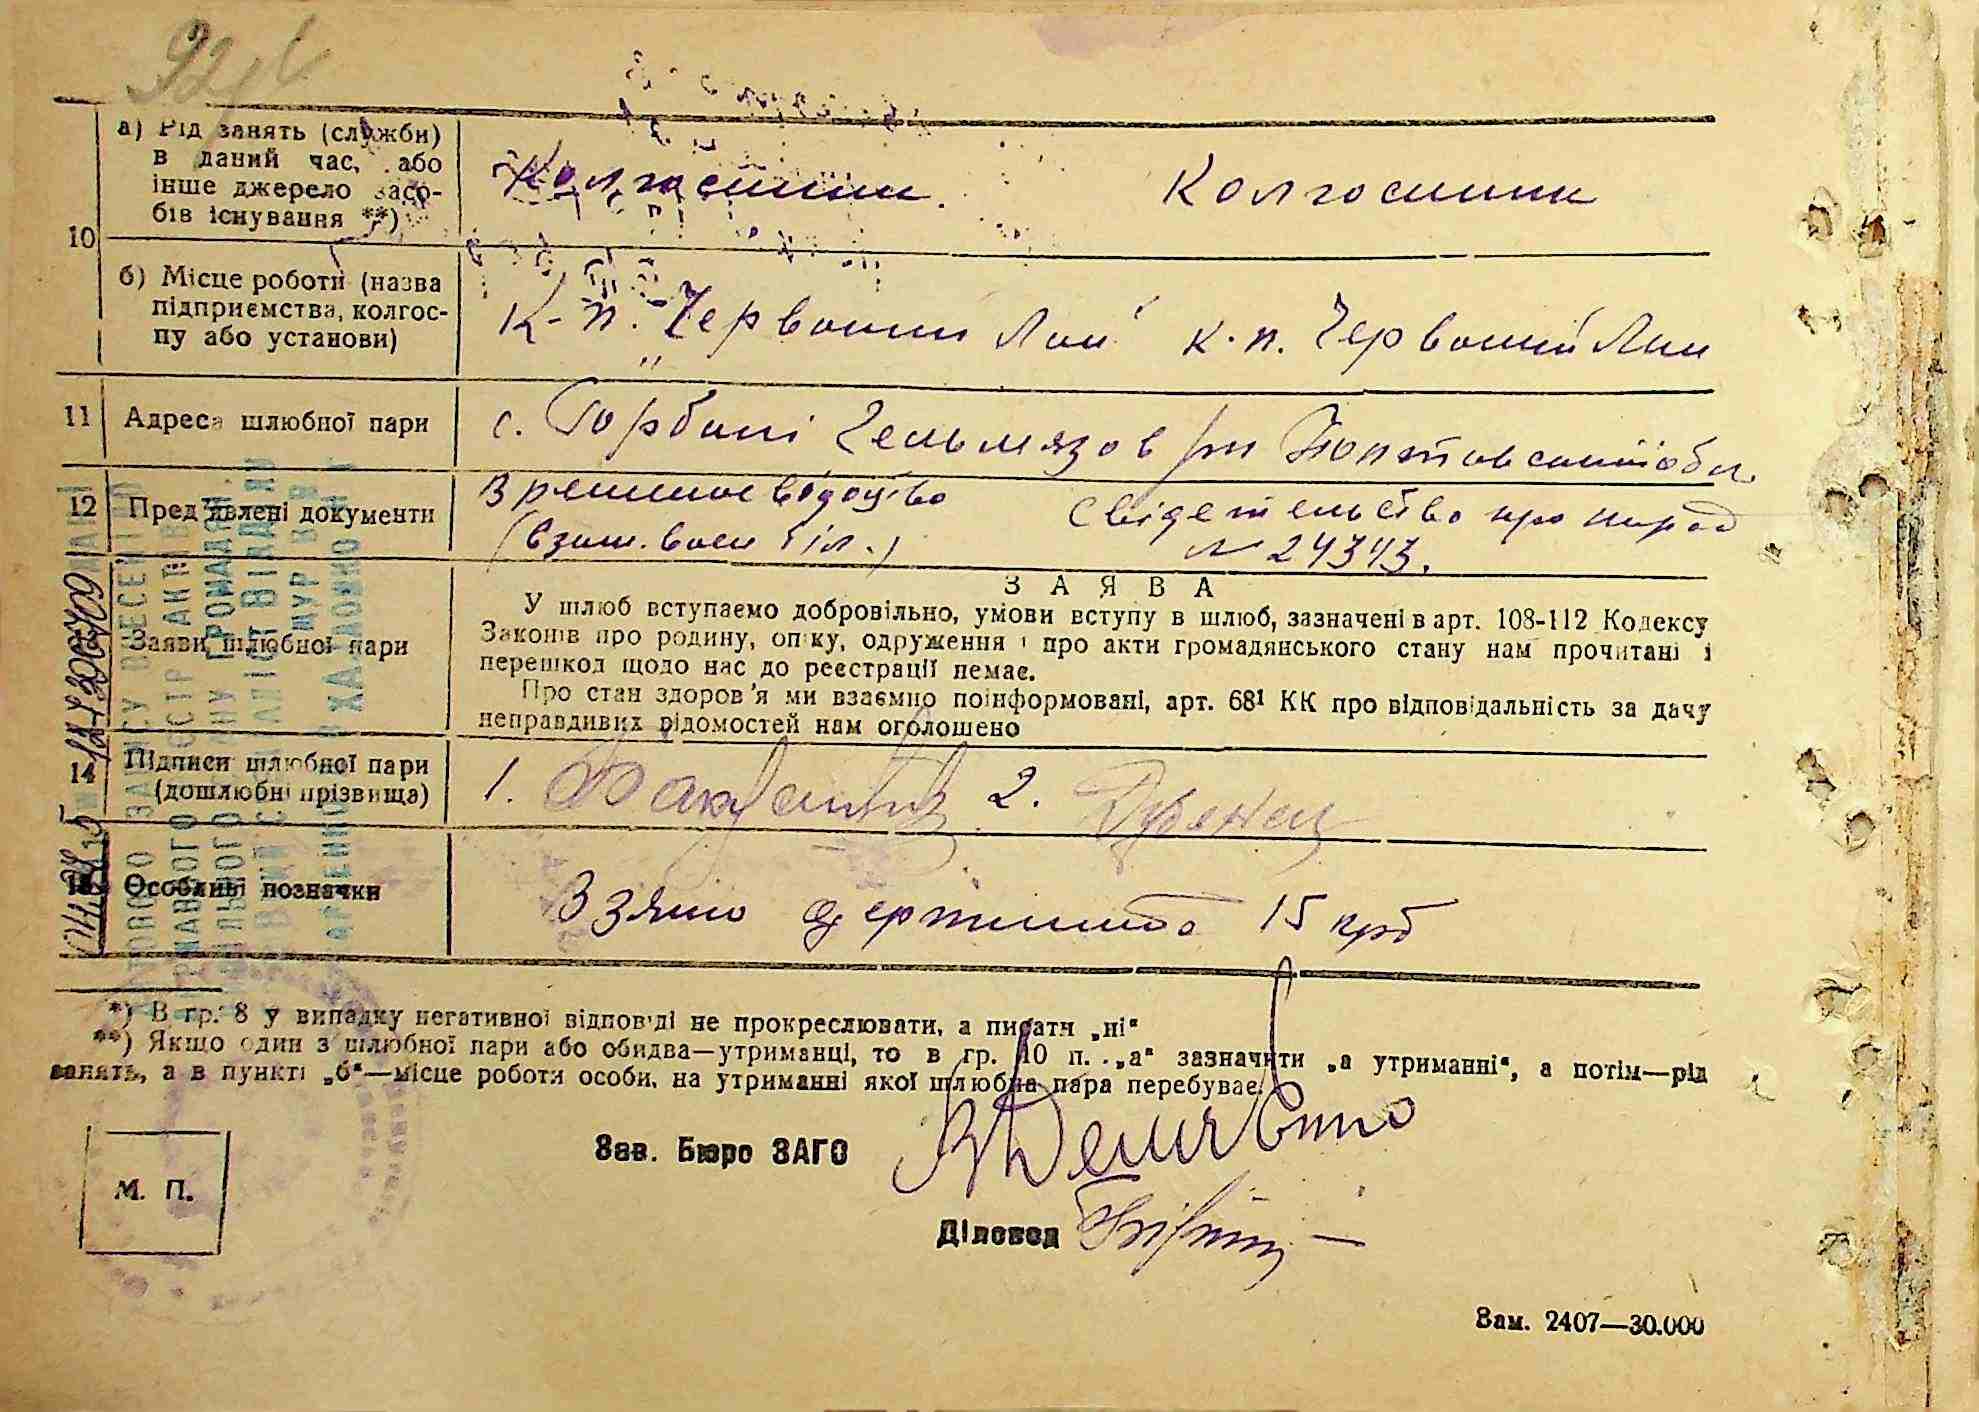 92
10
а) Рід занять (служби)
в даний час, або
інше джерело засо-
бів існування **)
Колгоспник. Колгоспник
б) Місце роботи (назва
підприємства, колгос-
пу або установи)
к-п. „Червоний Лан" к.п. Червоний Лан
11 Адреса шлюбної пари
с. Горбані Гельмязов р/н Полтавської обл.
12 Пред'явлені документи
Свідетельство про народ
№ 24343.
Заяви шлюбної пари
ЗАЯВА
У шлюб вступаємо добровільно, умови вступу в шлюб, зазначені в арт. 108-112 Кодексу
Законів про родину, опіку, одруження і про акти громадянського стану нам прочитані і
перешкод щодо нас до реєстрації немає.
Про стан здоров'я ми взаємно поінформовані, арт. 68¹ КК про відповідальність за дачу
неправдивих відомостей нам оголошено
14 Підписи шлюбної пари
(дошлюбні прізвища)
1. 2.
Особливі позначки
Взято держмита 15 крб
*) В гр. 8 у випадку негативної відповіді не прокреслювати, а писати „ні"
**) Якщо один з шлюбної пари або обидва—утриманці, то в гр. 10 п. „а" зазначити „а утриманні", а потім—рід
занять, а в пункті „б"—місце роботи особи, на утриманні якої шлюбна пара перебуває.
Зав. Бюро ЗАГС
Діловод
М. П.
Зам. 2407—30.000